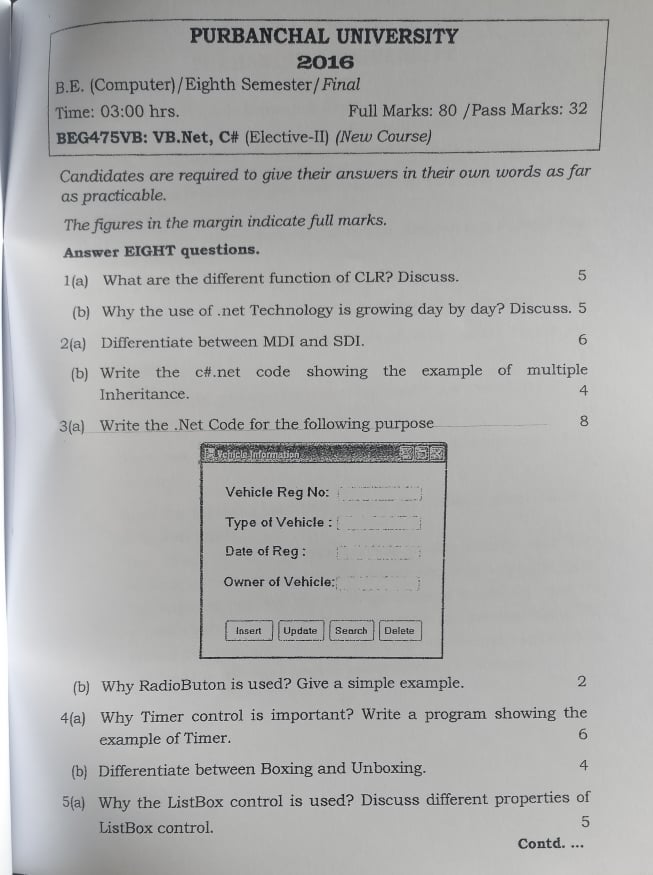 PURBANCHAL UNIVERSITY
2016
B.E. (Computer)/Eighth Semester/Final
Time: 03:00 hrs. Full Marks: 80 /Pass Marks: 32
BEG475VB: VB.Net, C# (Elective-II) (New Course)
Candidates are required to give their answers in their own words as far
as practicable.
The figures in the margin indicate full marks.
Answer EIGHT questions.
1(a) What are the different function of CLR? Discuss. 5
(b) Why the use of .net Technology is growing day by day? Discuss. 5
2(a) Differentiate between MDI and SDI. 6
(b) Write the c#.net code showing the example of multiple
Inheritance. 4
3(a) Write the .Net Code for the following purpose 8
Vehicle Information
Vehicle Reg No:
Type of Vehicle :
Date of Reg :
Owner of Vehicle:
Insert Update Search Delete
(b) Why RadioButon is used? Give a simple example. 2
4(a) Why Timer control is important? Write a program showing the
example of Timer. 6
(b) Differentiate between Boxing and Unboxing. 4
5(a) Why the ListBox control is used? Discuss different properties of
ListBox control. 5
Contd. ...